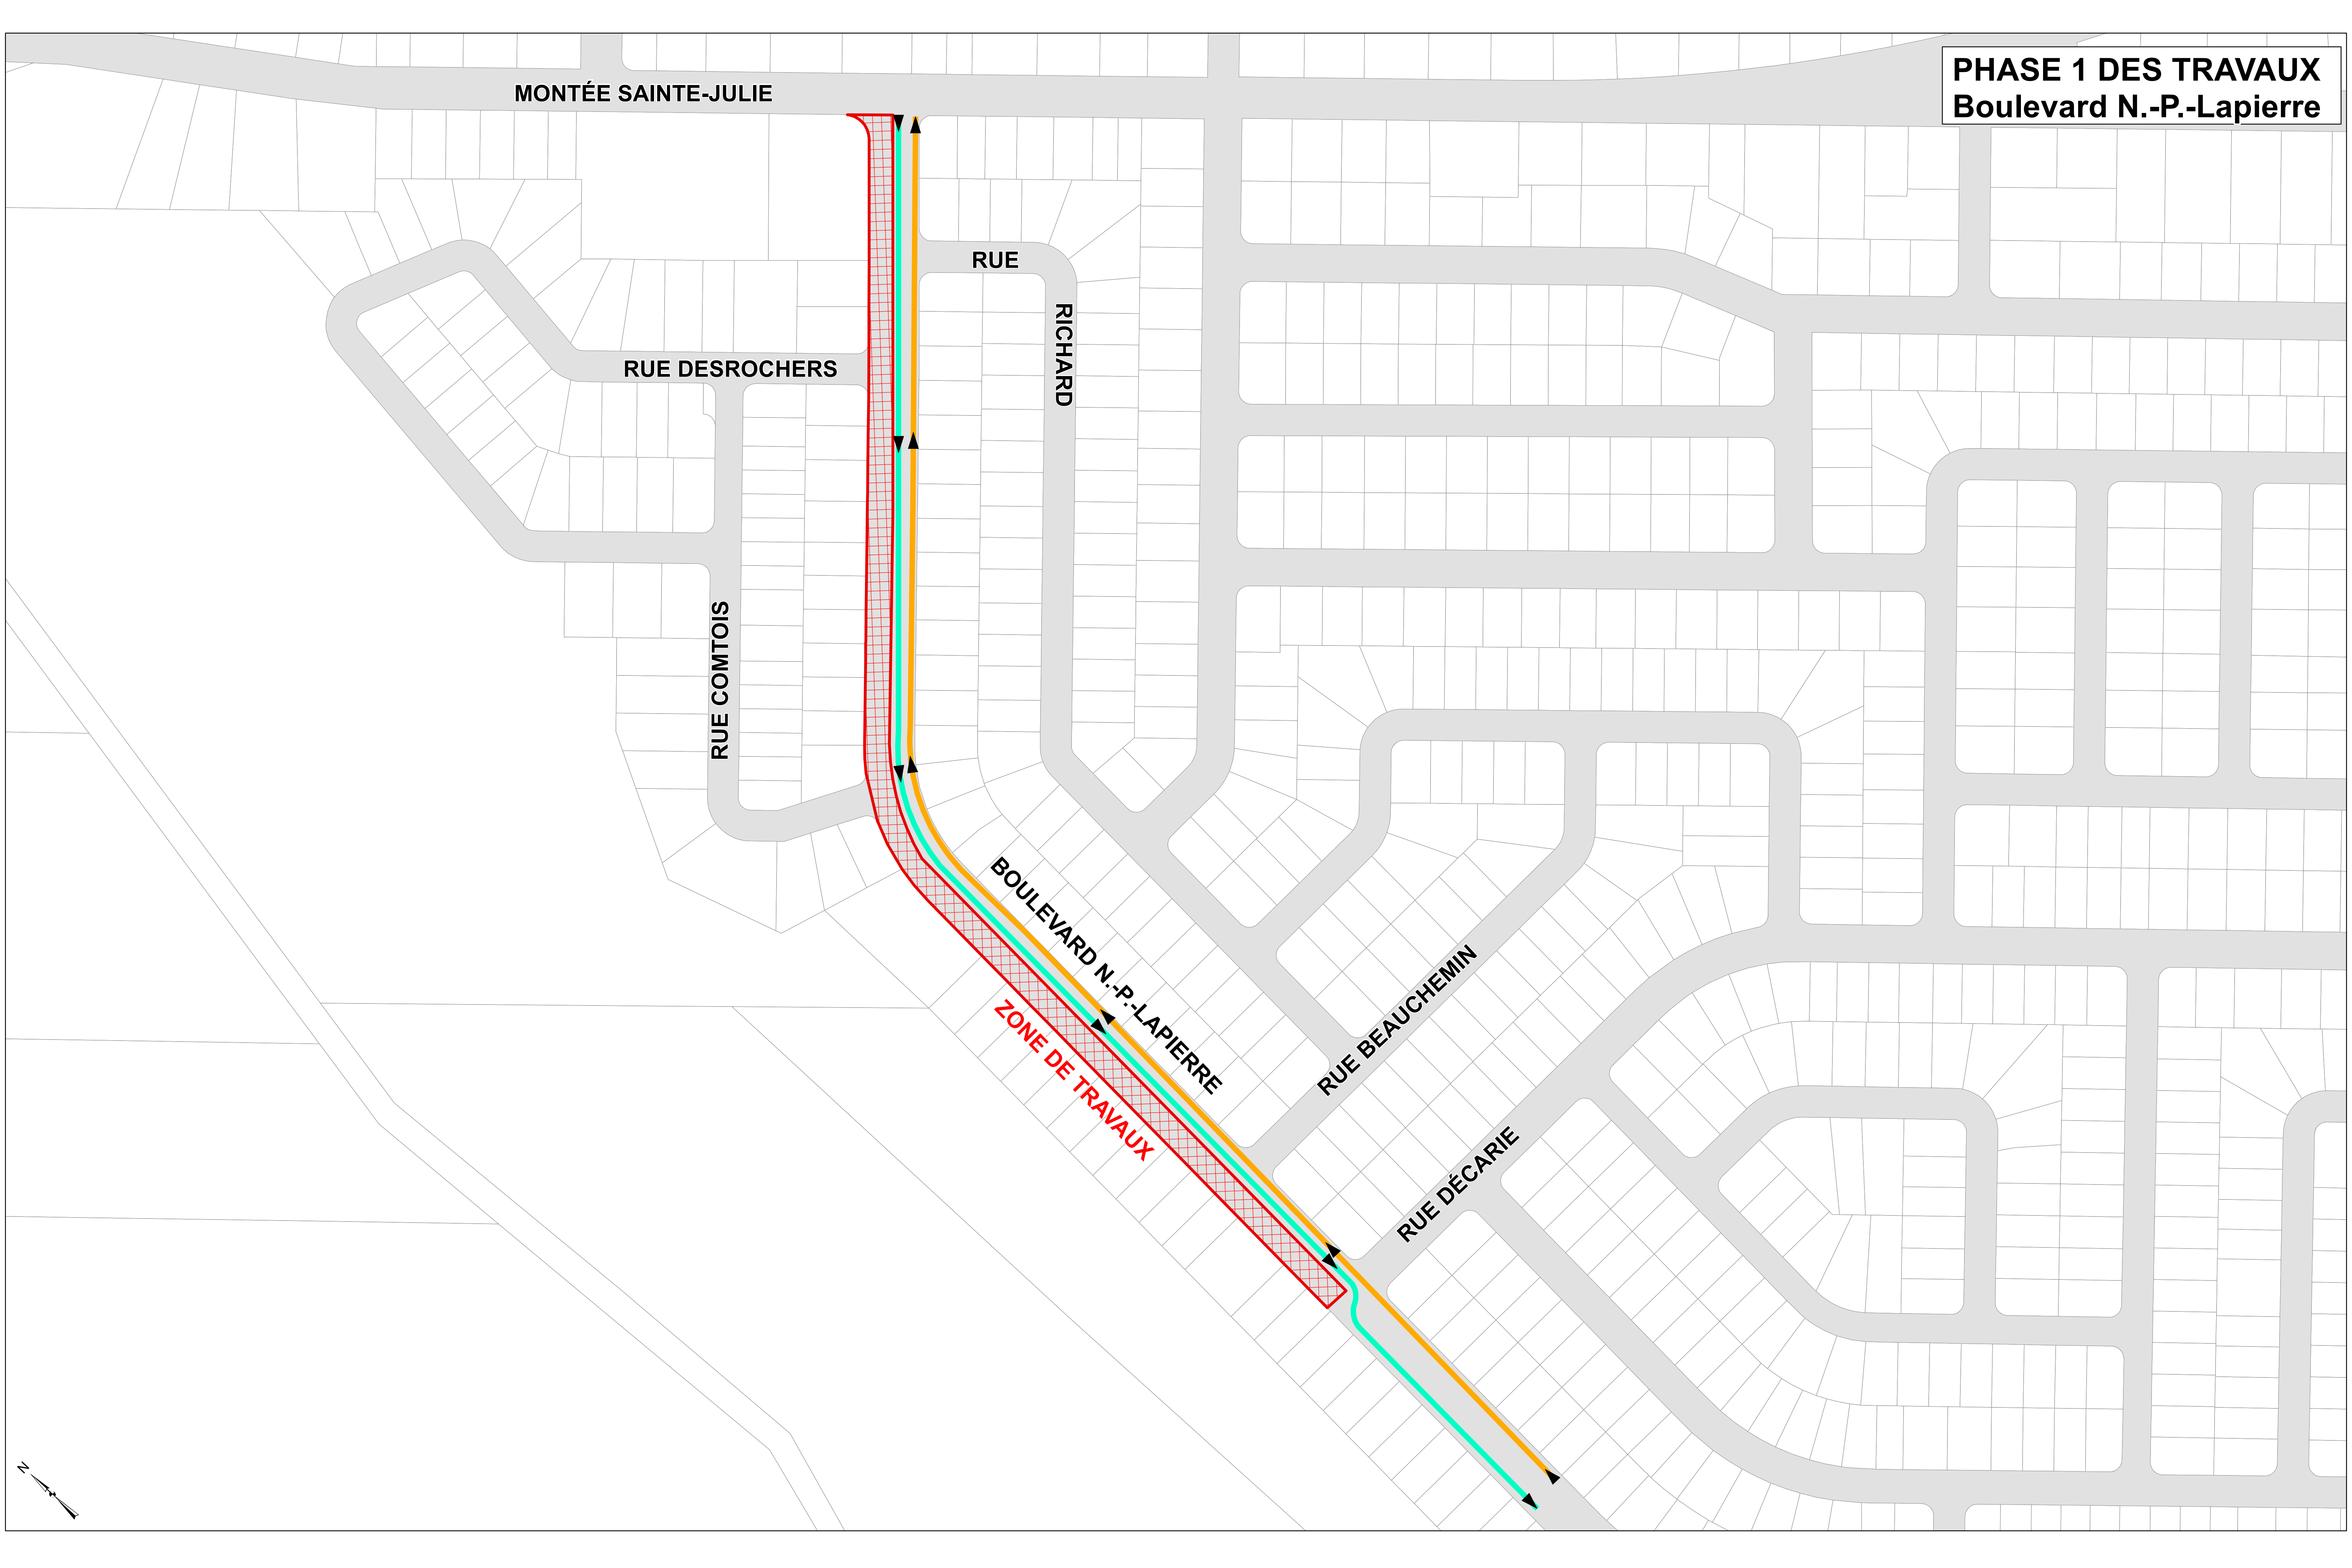 PHASE 1 DES TRAVAUX
Boulevard N.-P.-Lapierre
MONTÉE SAINTE-JULIE
RUE
RICHARD
RUE DESROCHERS
RUE COMTOIS
BOULEVARD N.-P.-LAPIERRE
ZONE DE TRAVAUX
RUE BEAUCHEMIN
RUE DÉCARIE
N